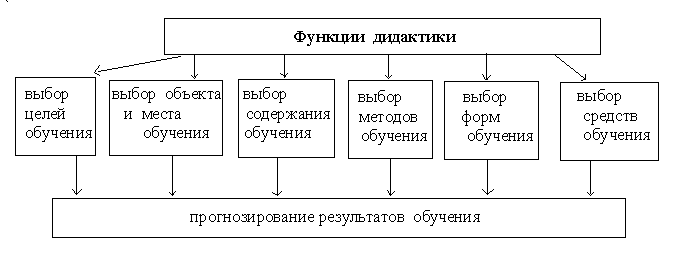 Функции дидактики
выбор
целей
обучения
выбор объекта
и места
обучения
выбор
содержания
обучения
выбор
методов
обучения
выбор
форм
обучения
выбор
средств
обучения
прогнозирование результатов обучения